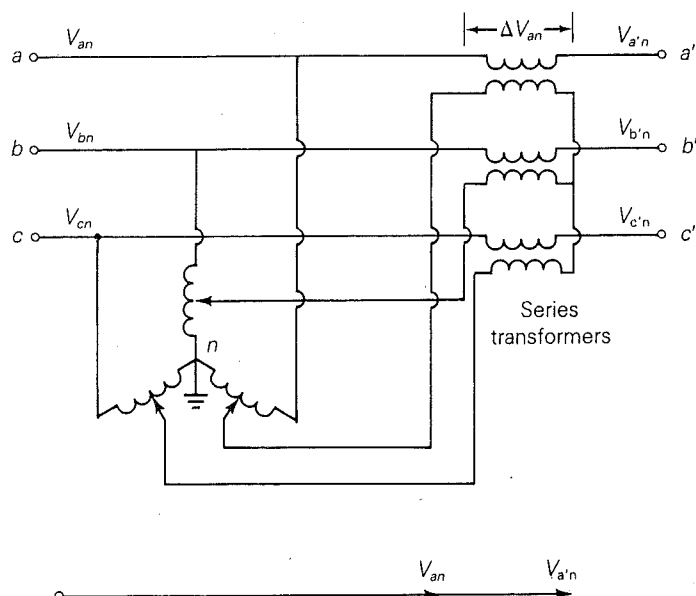 ΔV_an
a V_an V_a'n a'
b V_bn V_b'n b'
c V_cn V_c'n c'
Series
transformers
n
V_an V_a'n